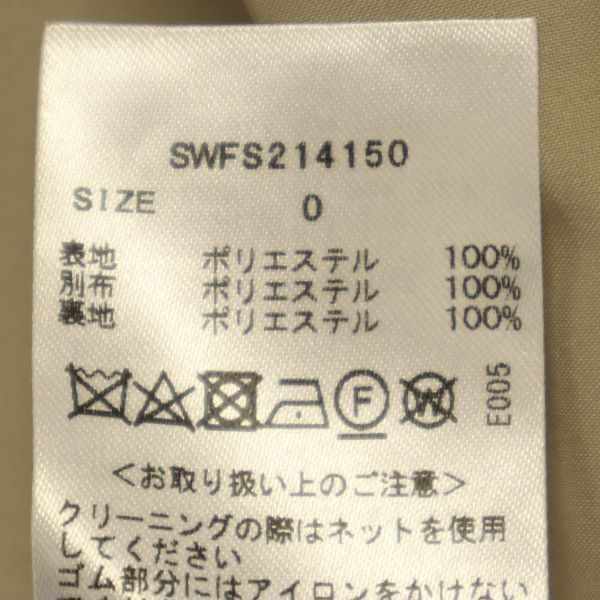 SWFS214150
SIZE 0
表地 ポリエステル 100%
別布 ポリエステル 100%
裏地 ポリエステル 100%
F W E005
<お取り扱い上のご注意>
クリーニングの際はネットを使用
してください
ゴム部分にはアイロンをかけない